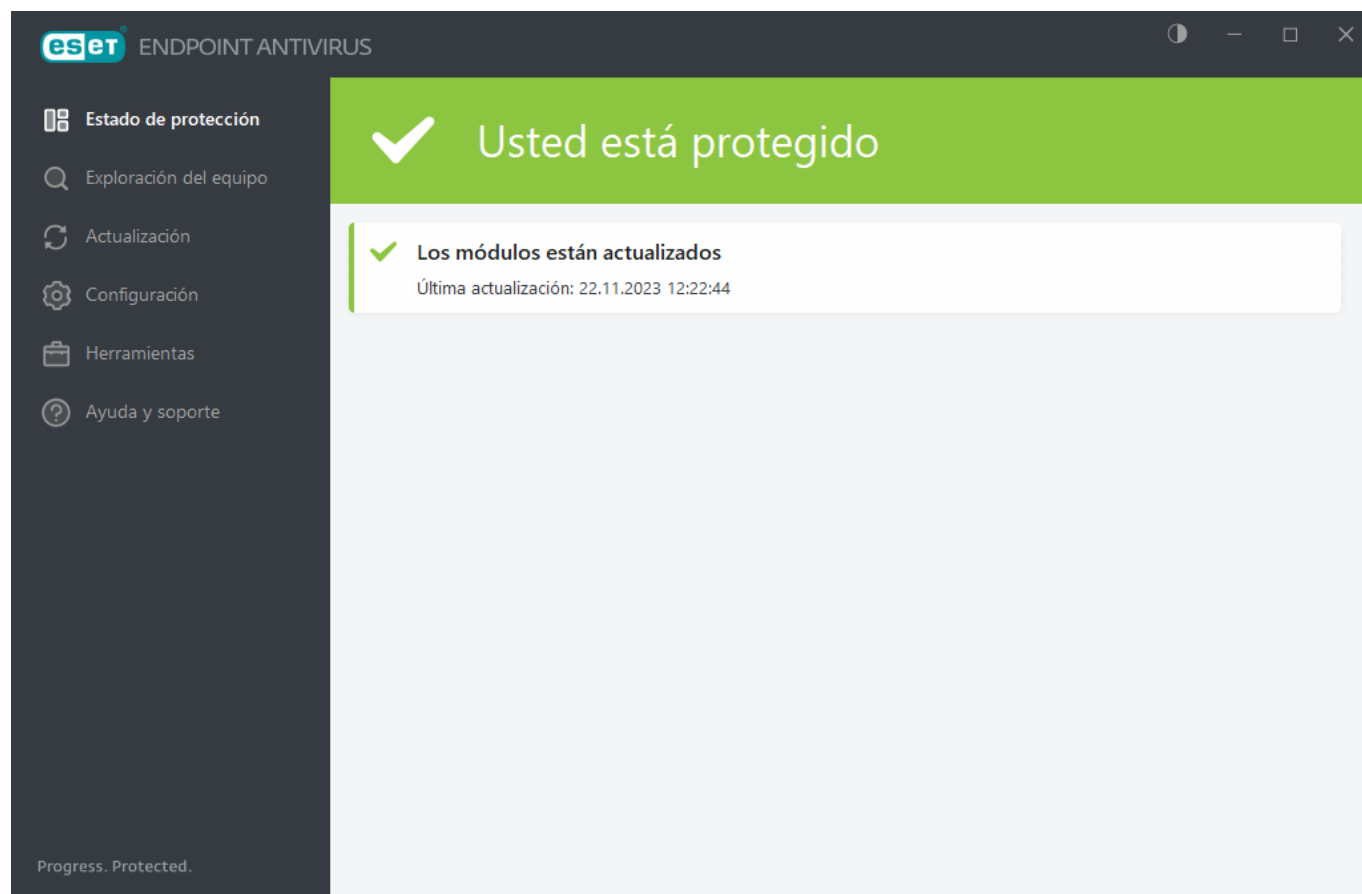 eset ENDPOINT ANTIVIRUS
Estado de protección
Exploración del equipo
Actualización
Configuración
Herramientas
Ayuda y soporte
Progress. Protected.
Usted está protegido
Los módulos están actualizados
Última actualización: 22.11.2023 12:22:44